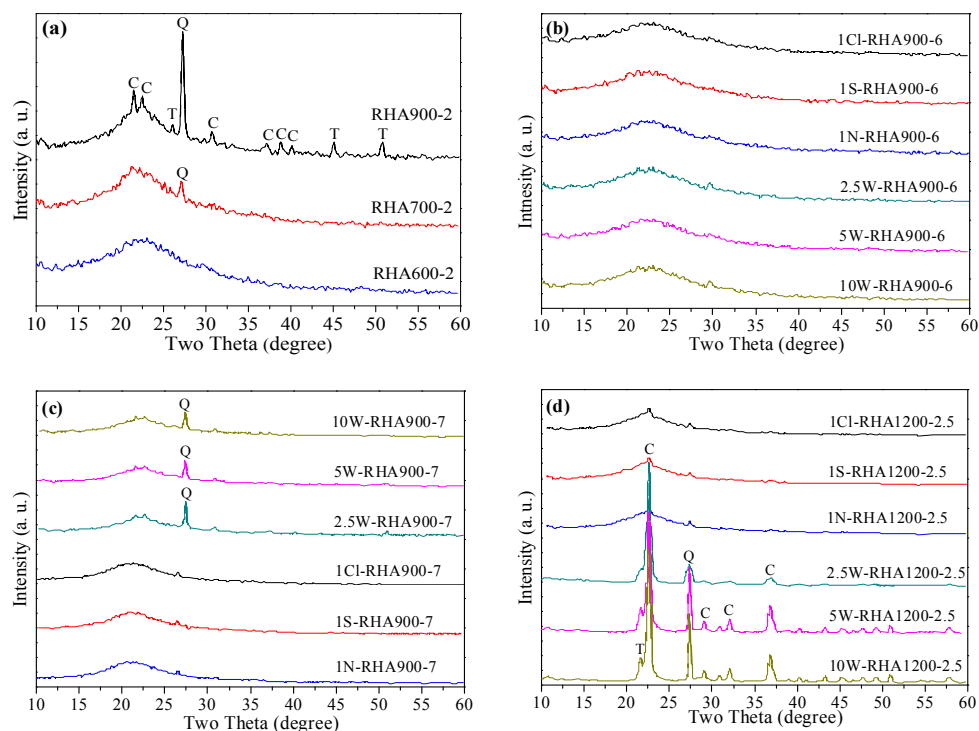 (a)
Q
C C
T
C
C C C
T T
RHA900-2
Q
RHA700-2
RHA600-2
Intensity (a. u.)
10 15 20 25 30 35 40 45 50 55 60
Two Theta (degree)
(b)
1Cl-RHA900-6
1S-RHA900-6
1N-RHA900-6
2.5W-RHA900-6
5W-RHA900-6
10W-RHA900-6
Intnesity (a. u.)
10 15 20 25 30 35 40 45 50 55 60
Two Theta (degree)
(c)
Q
10W-RHA900-7
Q
5W-RHA900-7
Q
2.5W-RHA900-7
1Cl-RHA900-7
1S-RHA900-7
1N-RHA900-7
Intensity (a. u.)
10 15 20 25 30 35 40 45 50 55 60
Two Theta (degree)
(d)
1Cl-RHA1200-2.5
C
1S-RHA1200-2.5
1N-RHA1200-2.5
Q
C
2.5W-RHA1200-2.5
C C
5W-RHA1200-2.5
T
10W-RHA1200-2.5
Intensity (a. u.)
10 15 20 25 30 35 40 45 50 55 60
Two Theta (degree)